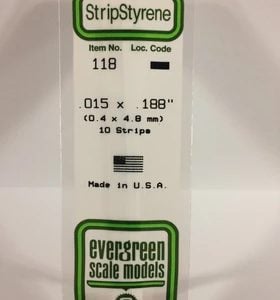 StripStyrene
Item No. Loc. Code
118
.015 x .188"
(0.4 x 4.8 mm)
10 Strips
Made in U.S.A.
evergreen
scale models